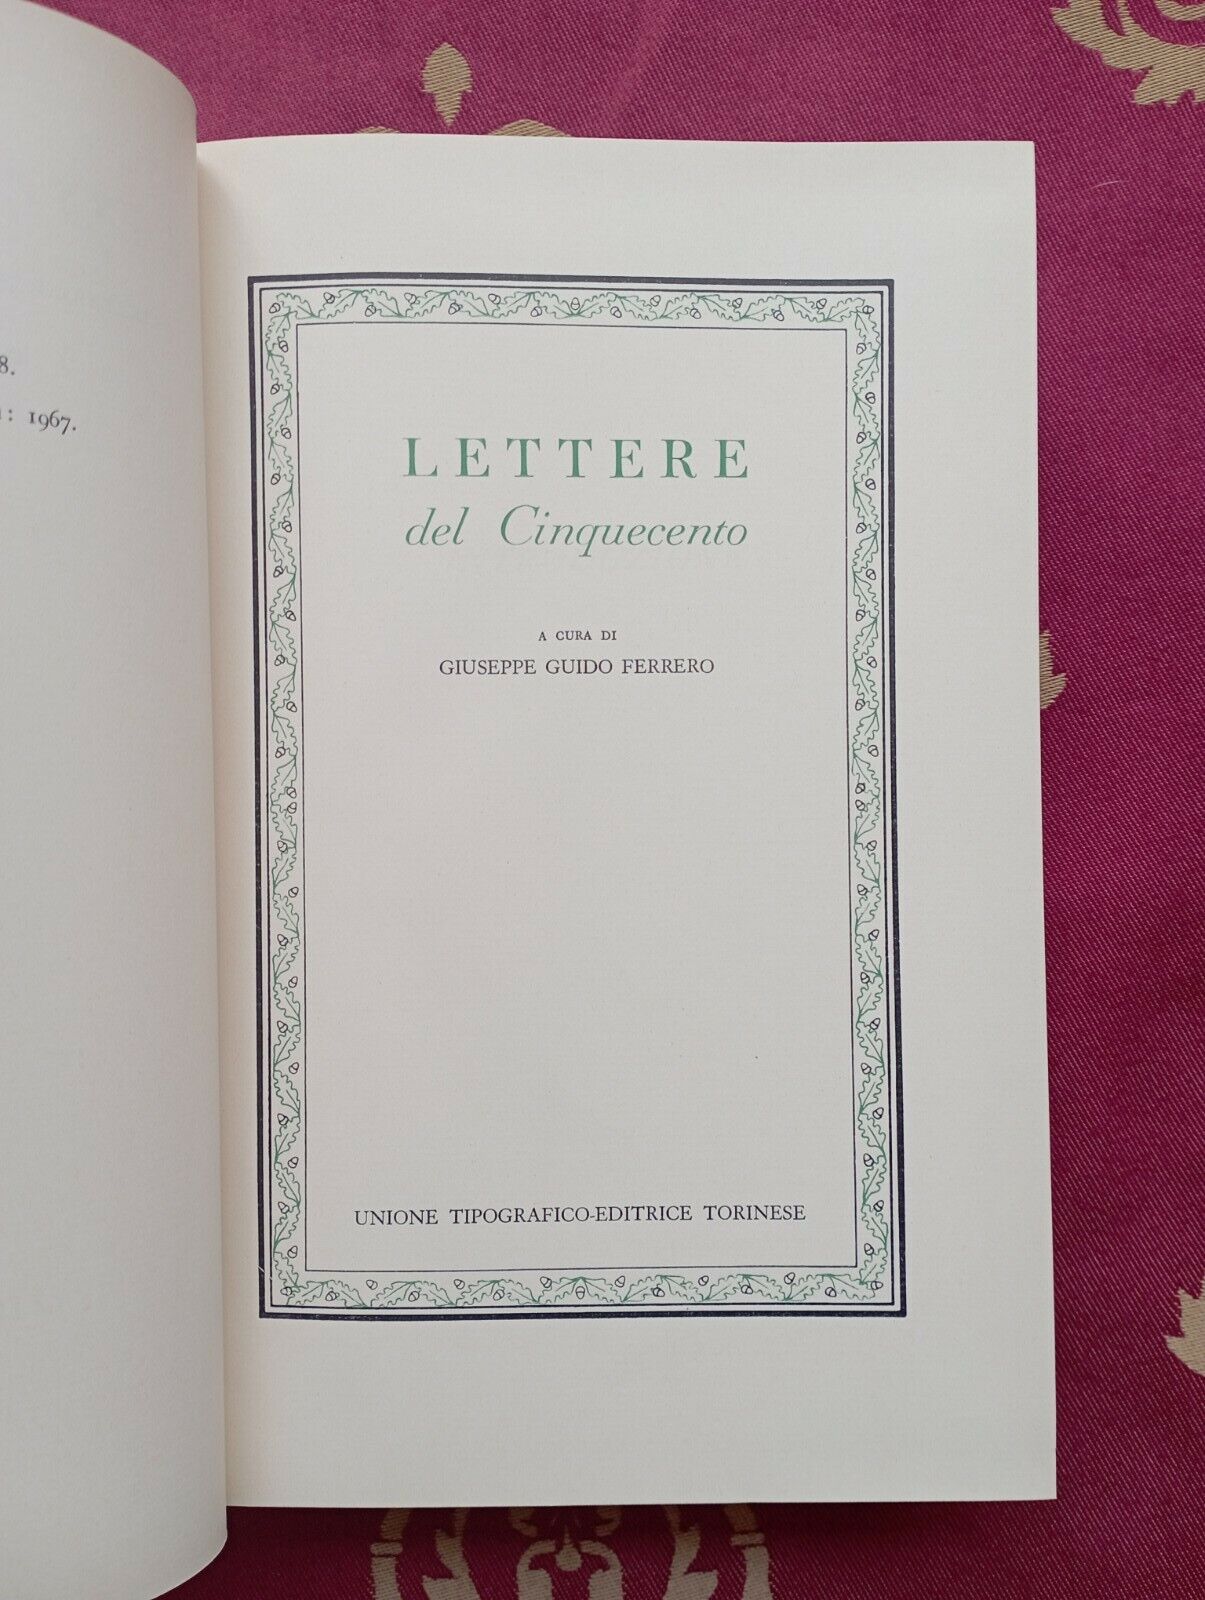 8.
: 1967.
LETTERE
del Cinquecento
A CURA DI
GIUSEPPE GUIDO FERRERO
UNIONE TIPOGRAFICO-EDITRICE TORINESE